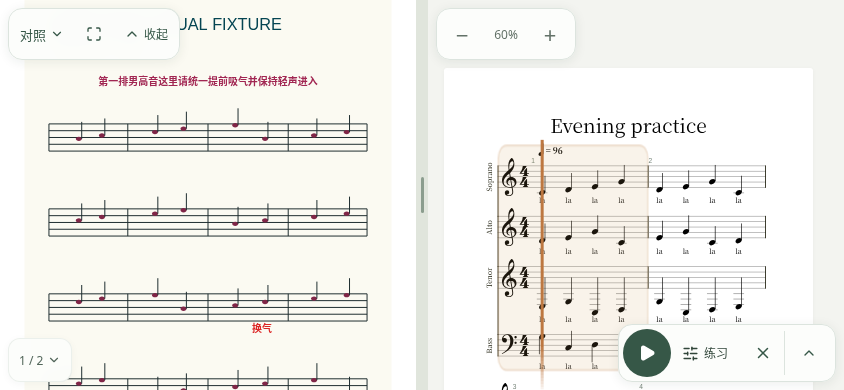 对照
收起
UAL FIXTURE
第一排男高音这里请统一提前吸气并保持轻声进入
换气
1 / 2
60%
Evening practice
= 96
1
2
Soprano
la la la la la la la la
Alto
la la la la la la la la
Tenor
la la la la la la la la
Bass
la la la
练习
3
4